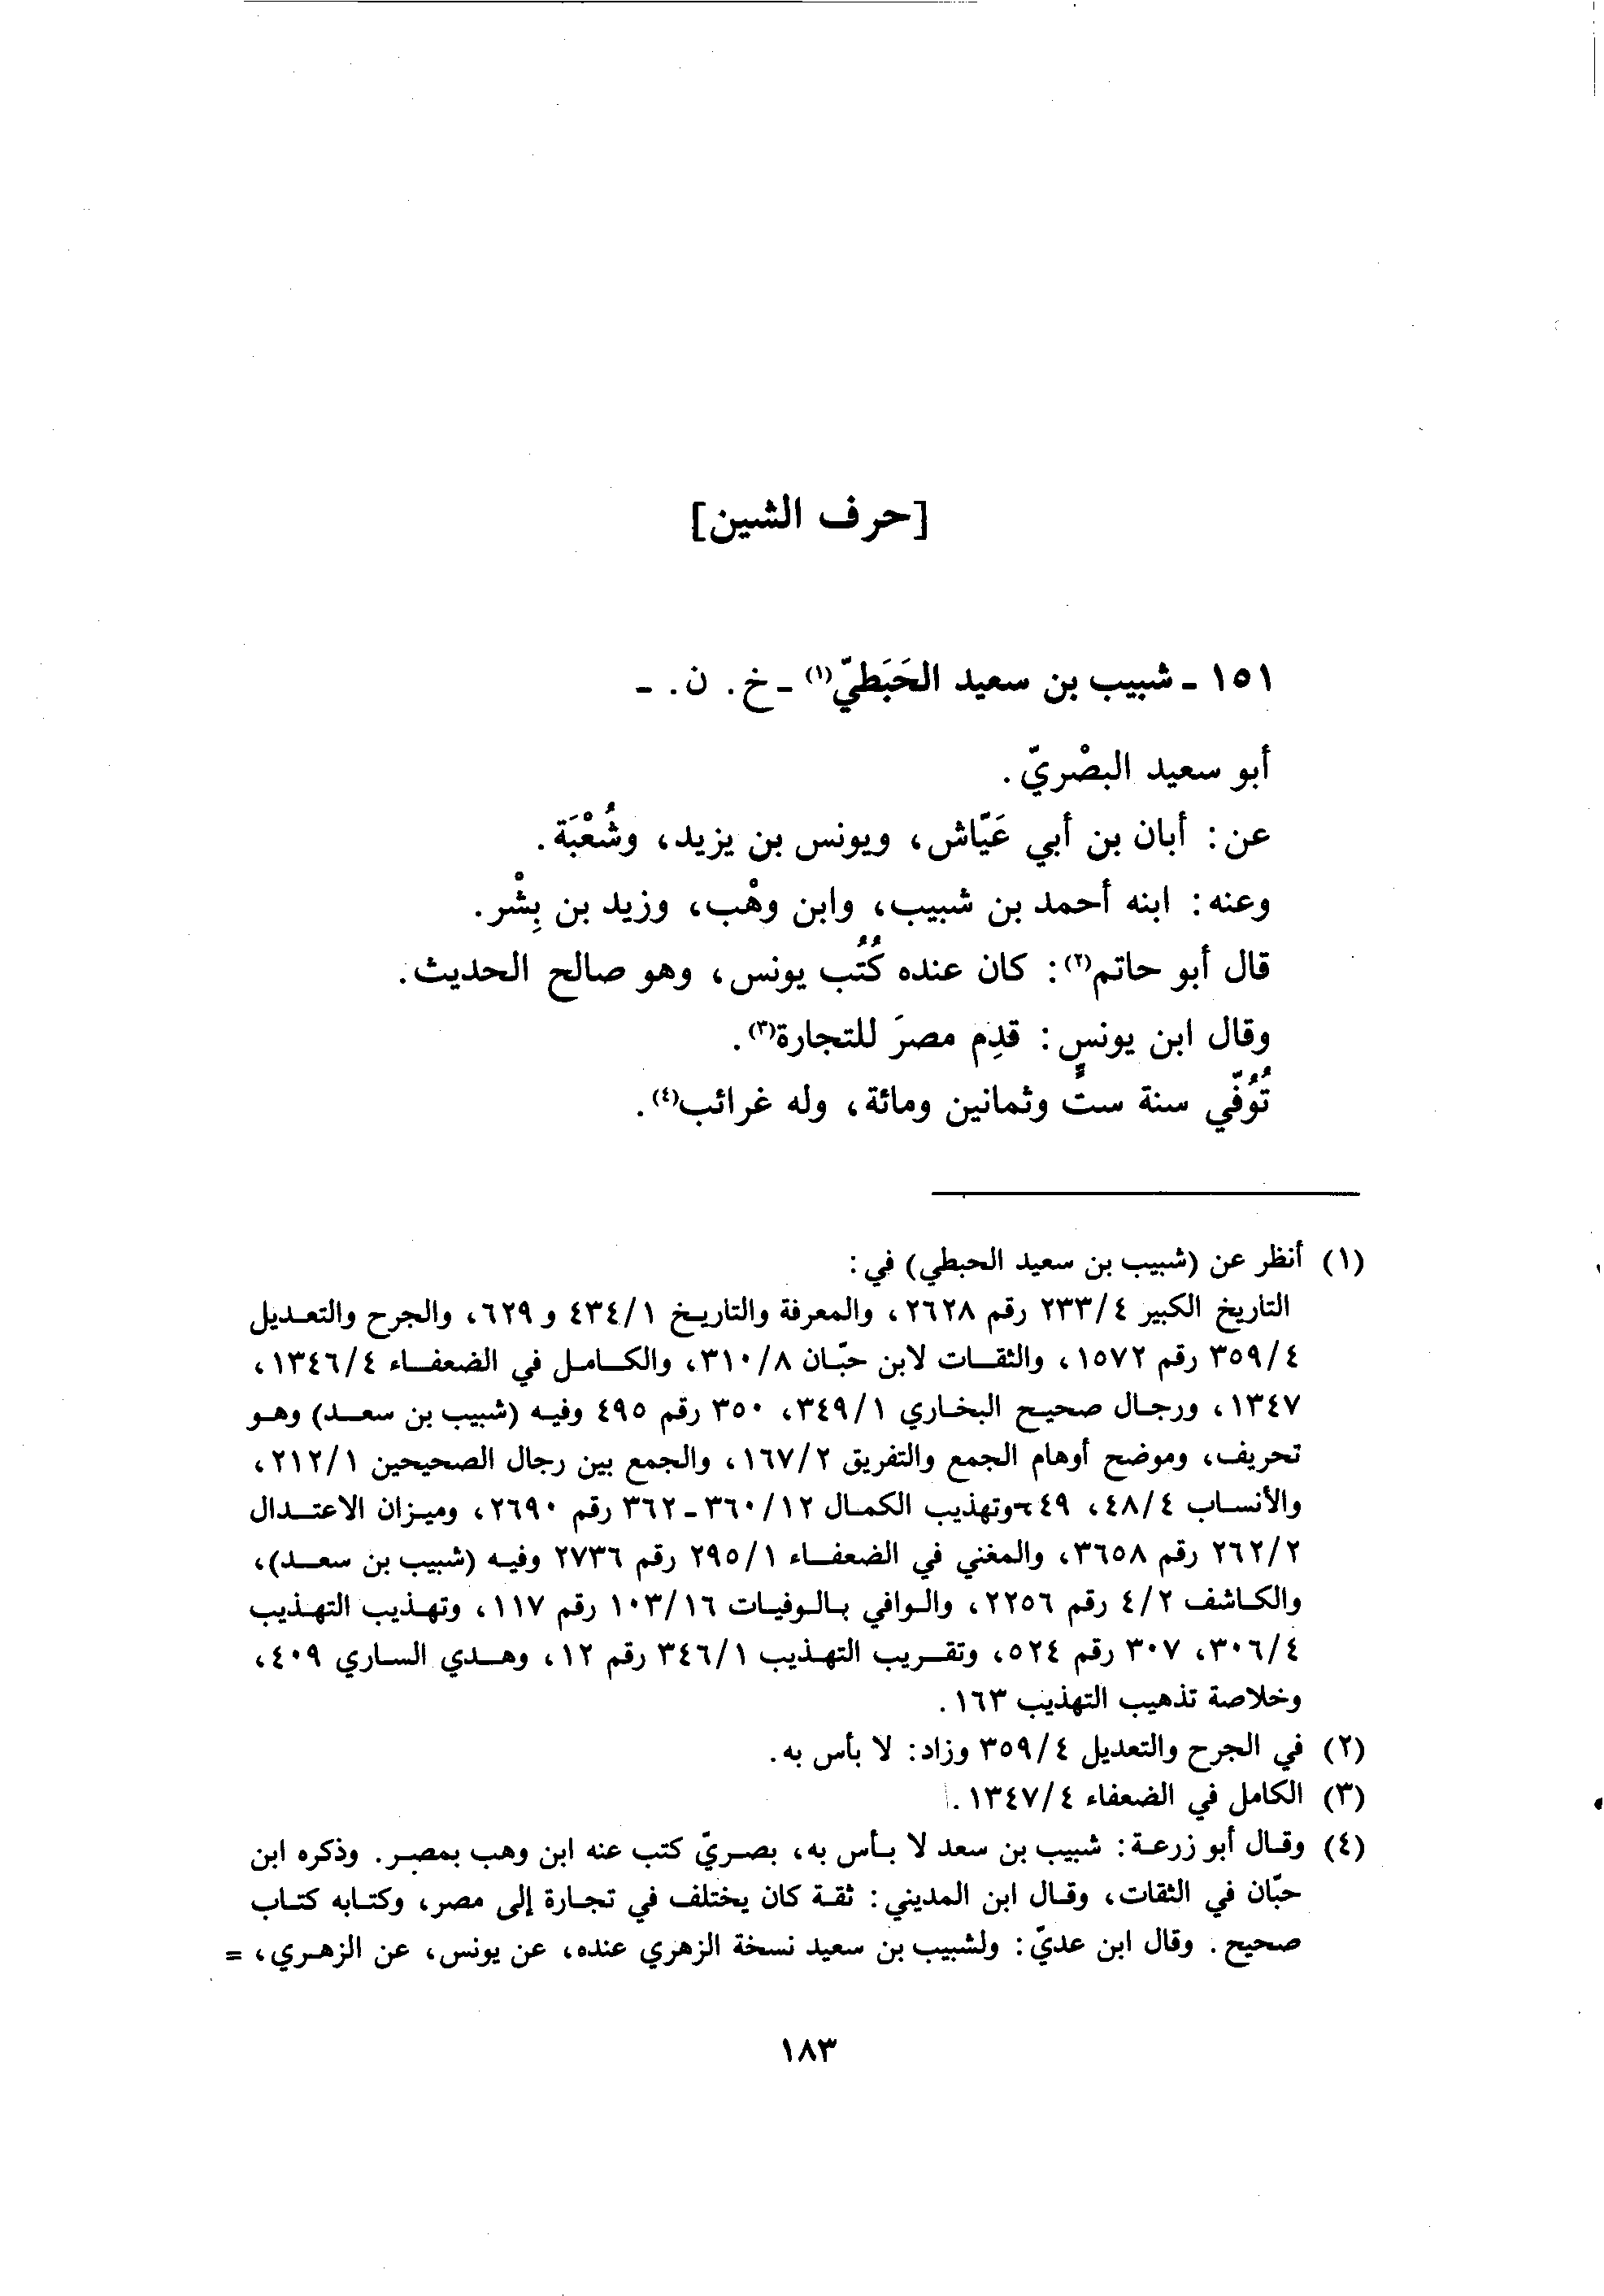 [حرف الشين]
١٥١ ـ شبيب بن سعيد الحَبَطيّ(١) ـ خ. ن. ـ
أبو سعيد البصْريّ.
عن: أبان بن أبي عَيّاش، ويونس بن يزيد، وشُعْبَة.
وعنه: ابنه أحمد بن شبيب، وابن وهْب، وزيد بن بِشْر.
قال أبو حاتم(٢): كان عنده كُتُب يونس، وهو صالح الحديث.
وقال ابن يونس: قدِم مصرَ للتجارة(٣).
تُوُفّي سنة ستٍّ وثمانين ومائة، وله غرائب(٤).
(١) أنظر عن (شبيب بن سعيد الحبطي) في:
التاريخ الكبير ٢٣٣/٤ رقم ٢٦٢٨، والمعرفة والتاريخ ٤٣٤/١ و ٦٢٩، والجرح والتعديل
٣٥٩/٤ رقم ١٥٧٢، والثقات لابن حبّان ٣١٠/٨، والكامل في الضعفاء ١٣٤٦/٤،
١٣٤٧، ورجال صحيح البخاري ٣٤٩/١، ٣٥٠ رقم ٤٩٥ وفيه (شبيب بن سعد) وهو
تحريف، وموضح أوهام الجمع والتفريق ١٦٧/٢، والجمع بين رجال الصحيحين ٢١٢/١،
والأنساب ٤٨/٤، ٤٩، وتهذيب الكمال ٣٦٠/١٢ ـ ٣٦٢ رقم ٢٦٩٠، وميزان الاعتدال
٢٦٢/٢ رقم ٣٦٥٨، والمغني في الضعفاء ٢٩٥/١ رقم ٢٧٣٦ وفيه (شبيب بن سعد)،
والكاشف ٤/٢ رقم ٢٢٥٦، والوافي بالوفيات ١٠٣/١٦ رقم ١١٧، وتهذيب التهذيب
٣٠٦/٤، ٣٠٧ رقم ٥٢٤، وتقريب التهذيب ٣٤٦/١ رقم ١٢، وهدي الساري ٤٠٩،
وخلاصة تذهيب التهذيب ١٦٣.
(٢) في الجرح والتعديل ٣٥٩/٤ وزاد: لا بأس به.
(٣) الكامل في الضعفاء ١٣٤٧/٤.
(٤) وقال أبو زرعة: شبيب بن سعد لا بأس به، بصريّ كتب عنه ابن وهب بمصر. وذكره ابن
حبّان في الثقات، وقال ابن المديني: ثقة كان يختلف في تجارة إلى مصر، وكتابه كتاب
صحيح. وقال ابن عديّ: ولشبيب بن سعيد نسخة الزهري عنده، عن يونس، عن الزهري، =
١٨٣